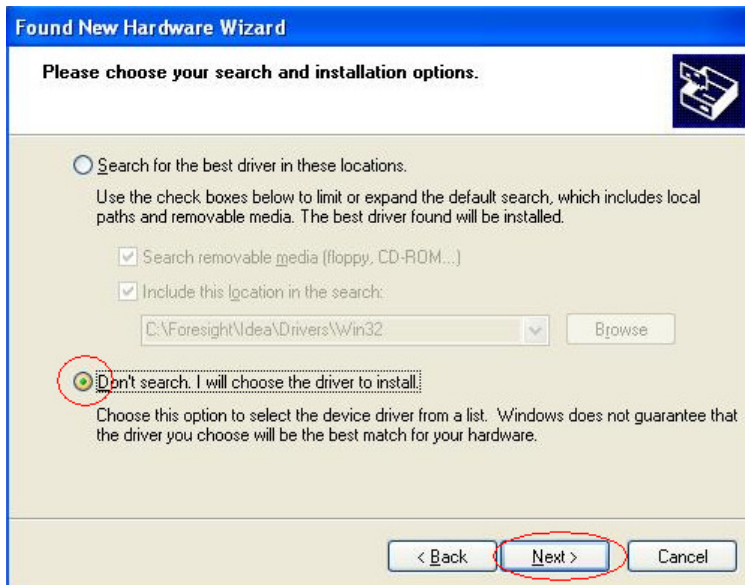 Found New Hardware Wizard
Please choose your search and installation options.
Search for the best driver in these locations.
Use the check boxes below to limit or expand the default search, which includes local
paths and removable media. The best driver found will be installed.
Search removable media (floppy, CD-ROM...)
Include this location in the search:
C:\Foresight\Idea\Drivers\Win32
Browse
Don't search. I will choose the driver to install.
Choose this option to select the device driver from a list. Windows does not guarantee that
the driver you choose will be the best match for your hardware.
< Back
Next >
Cancel